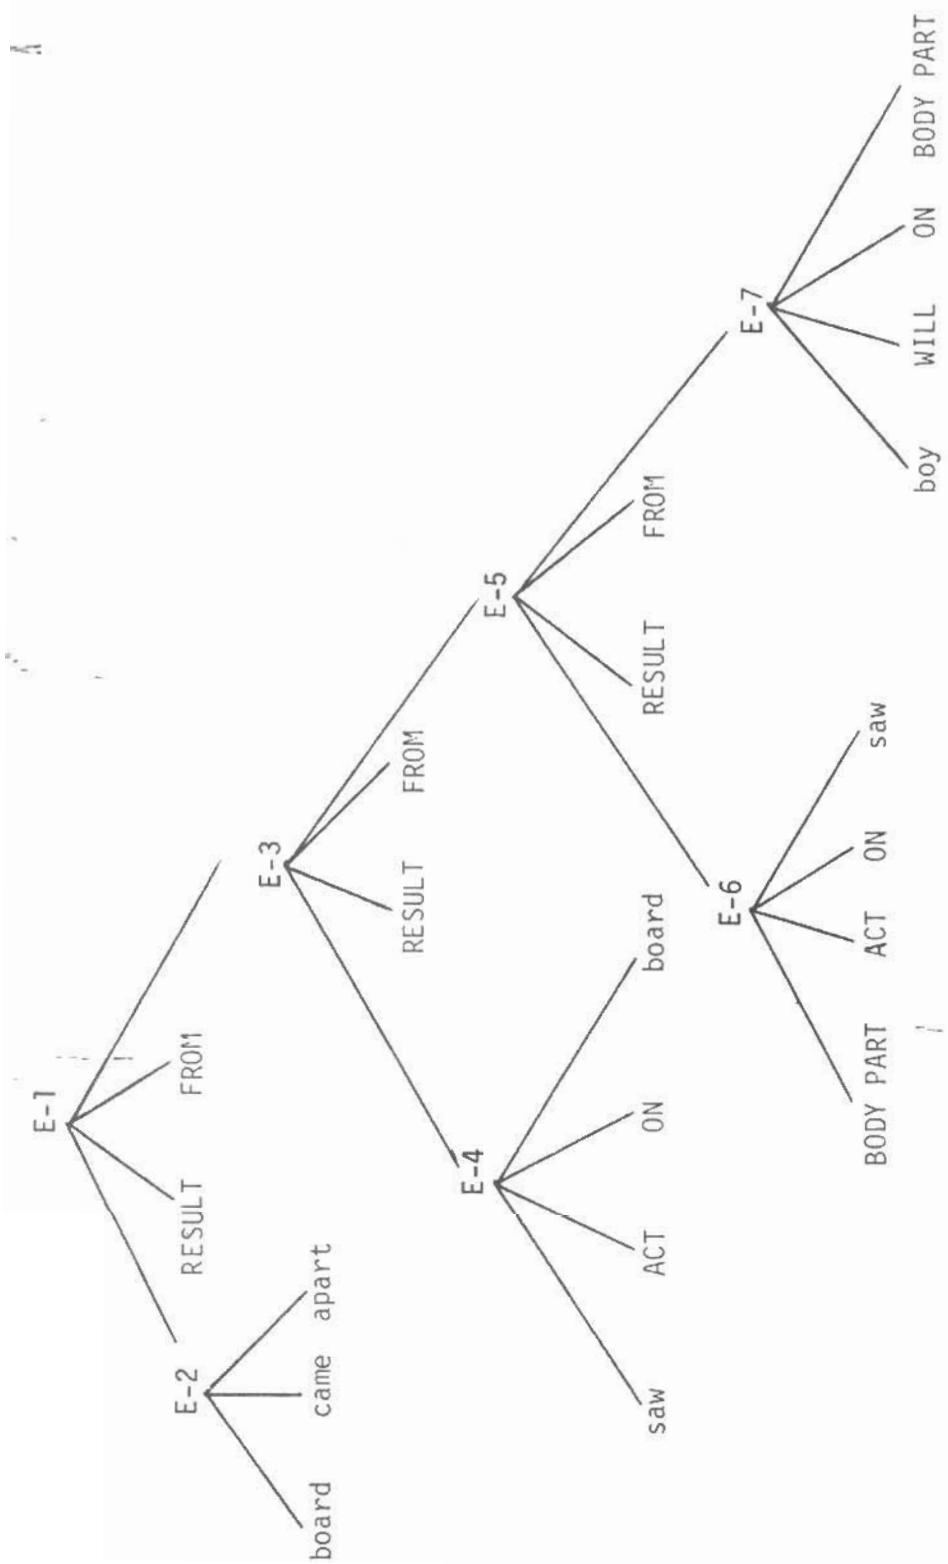 E-1
RESULT FROM
E-2
board came apart
E-3
RESULT FROM
E-4
saw ACT ON board
E-5
RESULT FROM
E-6
BODY PART ACT ON saw
E-7
boy WILL ON BODY PART